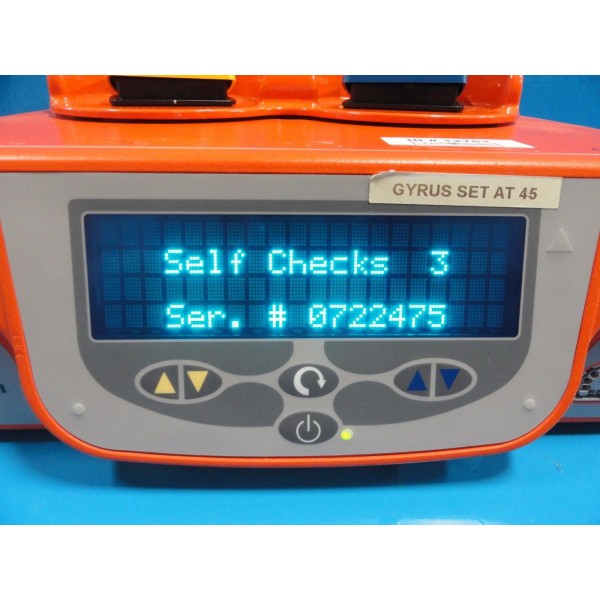 GYRUS SET AT 45
Self Checks 3
Ser. # 0722475